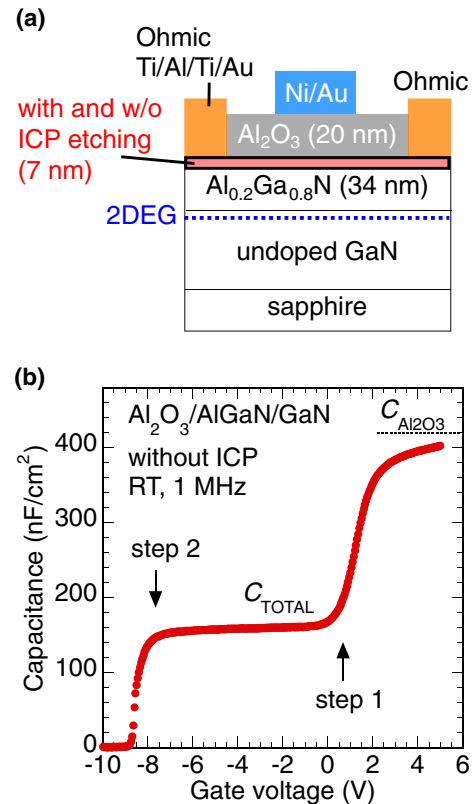 (a)
Ohmic
Ti/Al/Ti/Au
Ohmic
Ni/Au
with and w/o
ICP etching
(7 nm)
Al₂O₃ (20 nm)
Al₀.₂Ga₀.₈N (34 nm)
2DEG
undoped GaN
sapphire
(b)
Al₂O₃/AlGaN/GaN
without ICP
RT, 1 MHz
C_Al2O3
step 2
C_TOTAL
step 1
Capacitance (nF/cm²)
400
300
200
100
0
-10 -8 -6 -4 -2 0 2 4 6
Gate voltage (V)